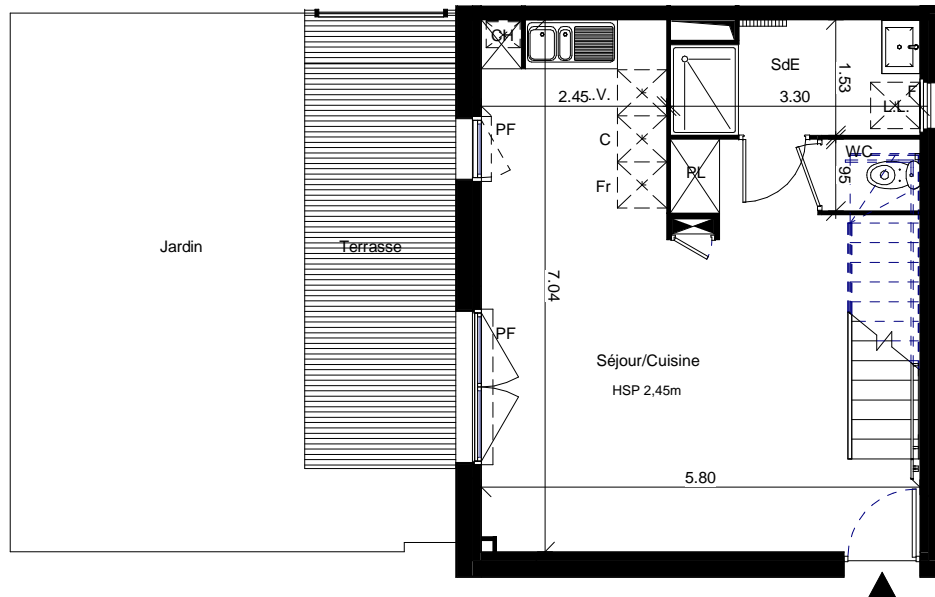 CH
SdE
1.53
2.45
.V.
3.30
F
L.L.
PF
C
WC
PL
95
Fr
Jardin
Terrasse
7.04
PF
Séjour/Cuisine
HSP 2,45m
5.80